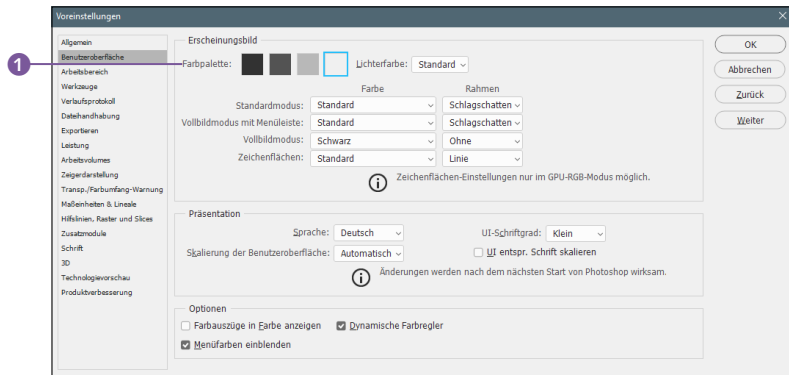 Voreinstellungen
Allgemein
Benutzeroberfläche
Arbeitsbereich
Werkzeuge
Verlaufsprotokoll
Dateihandhabung
Exportieren
Leistung
Arbeitsvolumes
Zeigerdarstellung
Transp./Farbumfang-Warnung
Maßeinheiten & Lineale
Hilfslinien, Raster und Slices
Zusatzmodule
Schrift
3D
Technologievorschau
Produktverbesserung
1
Erscheinungsbild
Farbpalette: Lichterfarbe: Standard
Farbe Rahmen
Standardmodus: Standard Schlagschatten
Vollbildmodus mit Menüleiste: Standard Schlagschatten
Vollbildmodus: Schwarz Ohne
Zeichenflächen: Standard Linie
Zeichenflächen-Einstellungen nur im GPU-RGB-Modus möglich.
Präsentation
Sprache: Deutsch UI-Schriftgrad: Klein
Skalierung der Benutzeroberfläche: Automatisch UI entspr. Schrift skalieren
Änderungen werden nach dem nächsten Start von Photoshop wirksam.
Optionen
Farbauszüge in Farbe anzeigen Dynamische Farbregler
Menüfarben einblenden
OK
Abbrechen
Zurück
Weiter